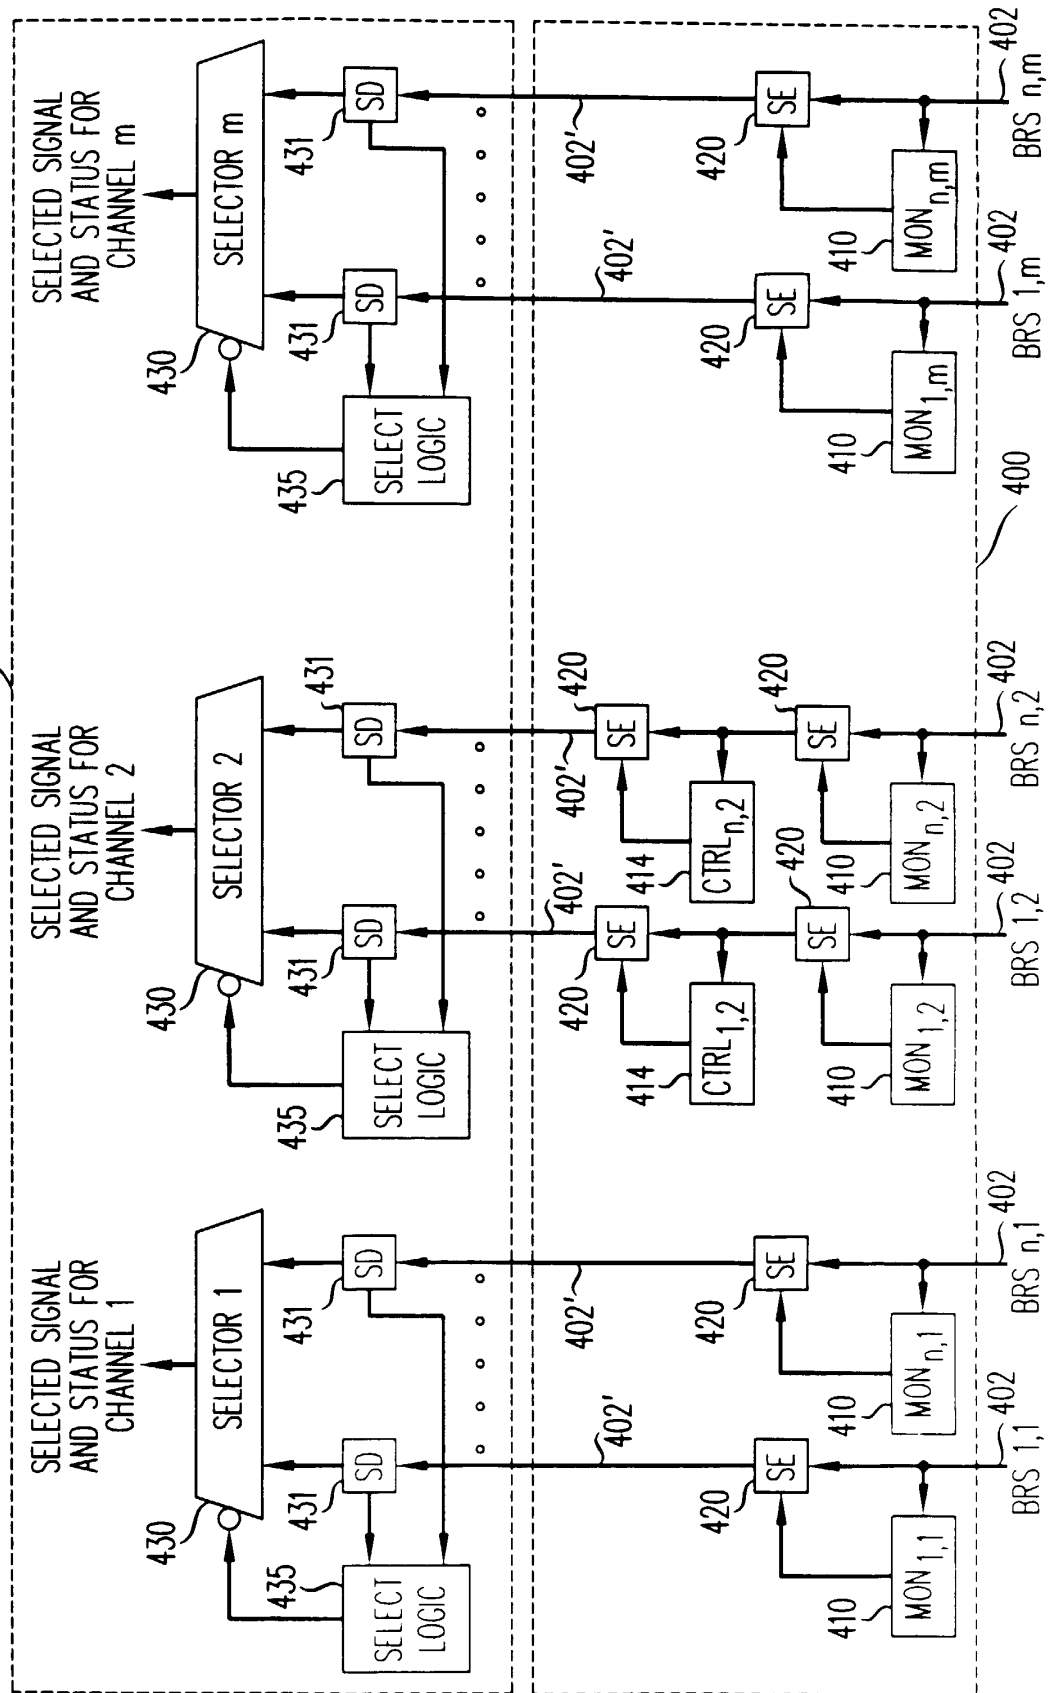 SELECTED SIGNAL
AND STATUS FOR
CHANNEL 1
SELECTED SIGNAL
AND STATUS FOR
CHANNEL 2
SELECTED SIGNAL
AND STATUS FOR
CHANNEL m
430
SELECTOR 1
430
SELECTOR 2
430
SELECTOR m
435
SELECT
LOGIC
431
SD
431
SD
435
SELECT
LOGIC
431
SD
431
SD
435
SELECT
LOGIC
431
SD
431
SD
402'
402'
402'
402'
402'
402'
420
SE
420
SE
414
CTRL1,2
414
CTRLn,2
420
SE
420
SE
420
SE
420
SE
420
SE
420
SE
410
MON1,1
410
MONn,1
410
MON1,2
410
MONn,2
410
MON1,m
410
MONn,m
402
402
402
402
400
402
402
BRS 1,1
BRS n,1
BRS 1,2
BRS n,2
BRS 1,m
BRS n,m